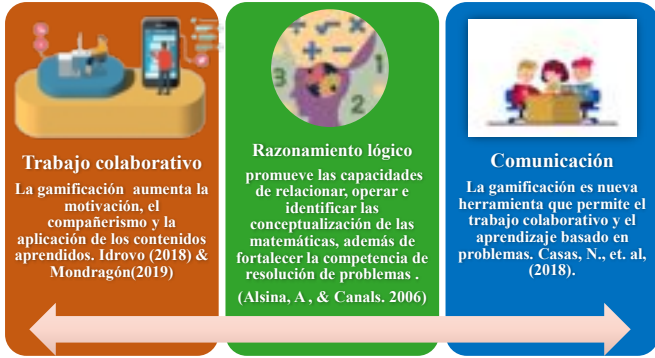 Trabajo colaborativo
La gamificación aumenta la
motivación, el
compañerismo y la
aplicación de los contenidos
aprendidos. Idrovo (2018) &
Mondragón(2019)
Razonamiento lógico
promueve las capacidades
de relacionar, operar e
identificar las
conceptualización de las
matemáticas, además de
fortalecer la competencia de
resolución de problemas .
(Alsina, A , & Canals. 2006)
Comunicación
La gamificación es nueva
herramienta que permite el
trabajo colaborativo y el
aprendizaje basado en
problemas. Casas, N., et. al,
(2018).